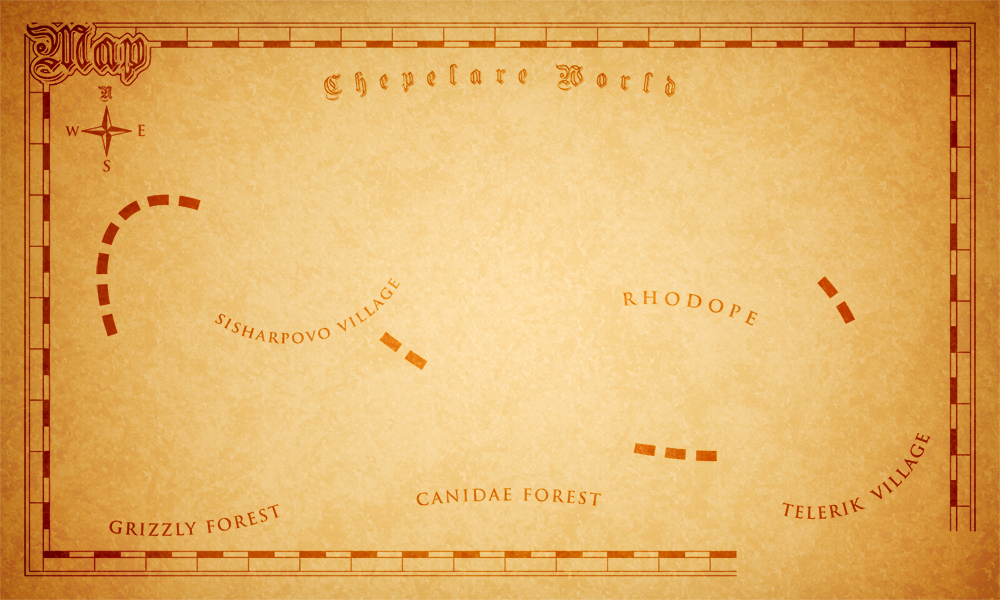 Map
Chepelare World
N
W E
S
SISHARPOVO VILLAGE
RHODOPE
CANIDAE FOREST
GRIZZLY FOREST
TELERIK VILLAGE